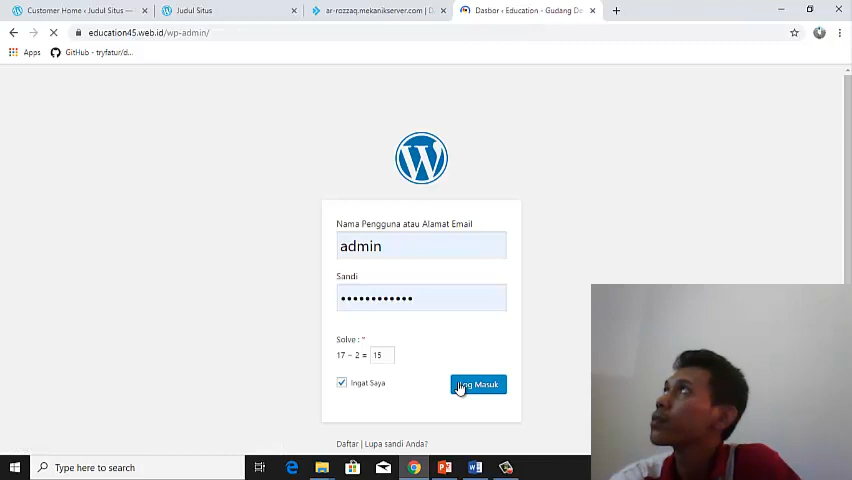 Customer Home ‹ Judul Situs —
Judul Situs
ar-rozzaq.mekanikserver.com | D
Dasbor ‹ Education - Gudang De
education45.web.id/wp-admin/
Apps
GitHub - tryfatur/d...
Nama Pengguna atau Alamat Email
admin
Sandi
Solve : *
17 − 2 = 15
Ingat Saya
Log Masuk
Daftar | Lupa sandi Anda?
Type here to search